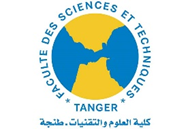 FACULTE DES SCIENCES ET TECHNIQUES
* TANGER *
كلية العلوم والتقنيات - طنجة